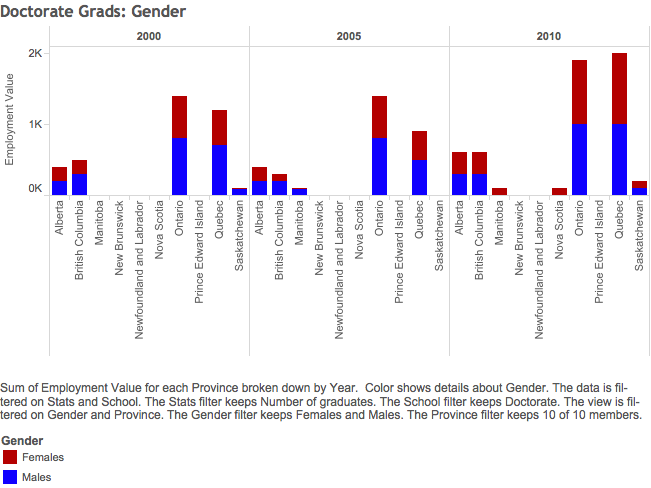 Doctorate Grads: Gender
2000 2005 2010
2K
1K
0K
Employment Value
Alberta
British Columbia
Manitoba
New Brunswick
Newfoundland and Labrador
Nova Scotia
Ontario
Prince Edward Island
Quebec
Saskatchewan
Alberta
British Columbia
Manitoba
New Brunswick
Newfoundland and Labrador
Nova Scotia
Ontario
Prince Edward Island
Quebec
Saskatchewan
Alberta
British Columbia
Manitoba
New Brunswick
Newfoundland and Labrador
Nova Scotia
Ontario
Prince Edward Island
Quebec
Saskatchewan
Sum of Employment Value for each Province broken down by Year.  Color shows details about Gender. The data is fil-
tered on Stats and School. The Stats filter keeps Number of graduates. The School filter keeps Doctorate. The view is fil-
tered on Gender and Province. The Gender filter keeps Females and Males. The Province filter keeps 10 of 10 members.
Gender
Females
Males